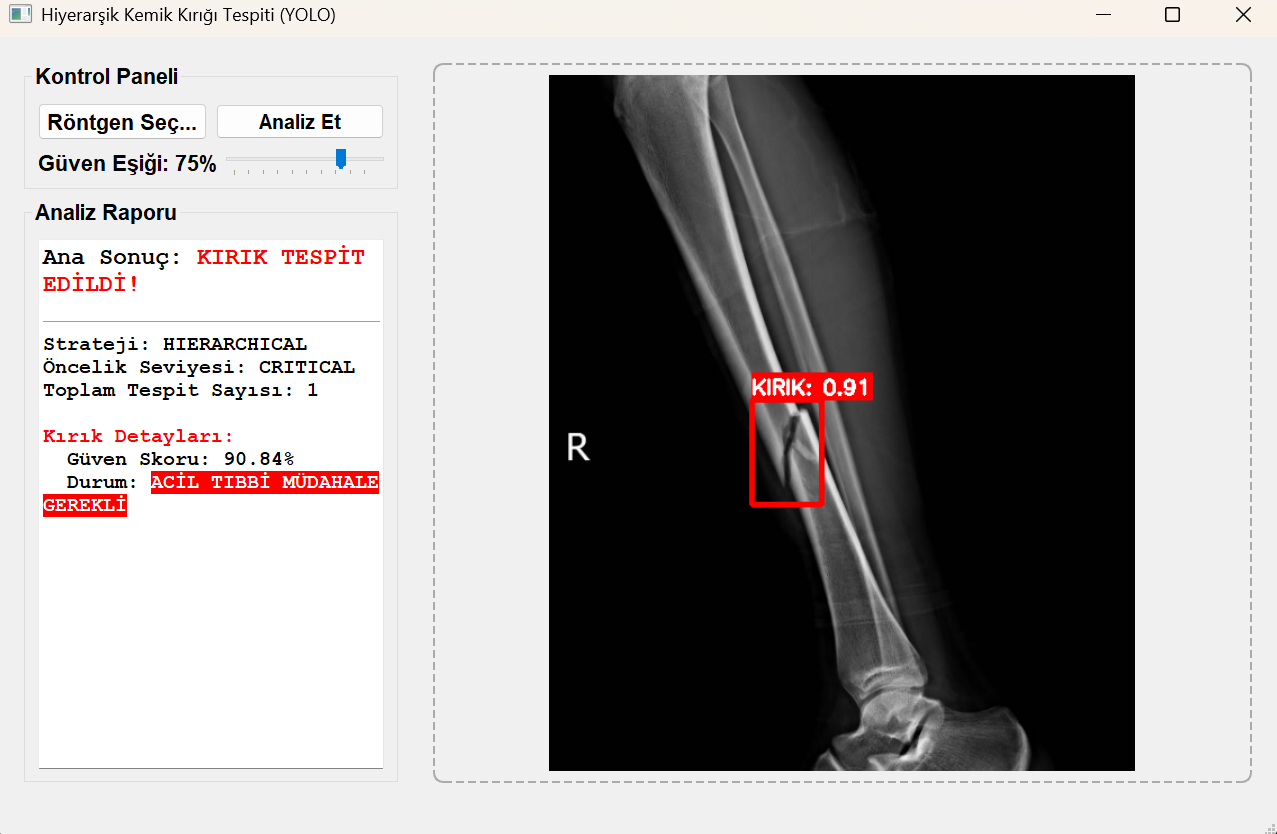 Hiyerarşik Kemik Kırığı Tespiti (YOLO)
Kontrol Paneli
Röntgen Seç...
Analiz Et
Güven Eşiği: 75%
Analiz Raporu
Ana Sonuç: KIRIK TESPİT
EDİLDİ!
Strateji: HIERARCHICAL
Öncelik Seviyesi: CRITICAL
Toplam Tespit Sayısı: 1
Kırık Detayları:
Güven Skoru: 90.84%
Durum: ACİL TIBBİ MÜDAHALE
GEREKLİ
KIRIK: 0.91
R